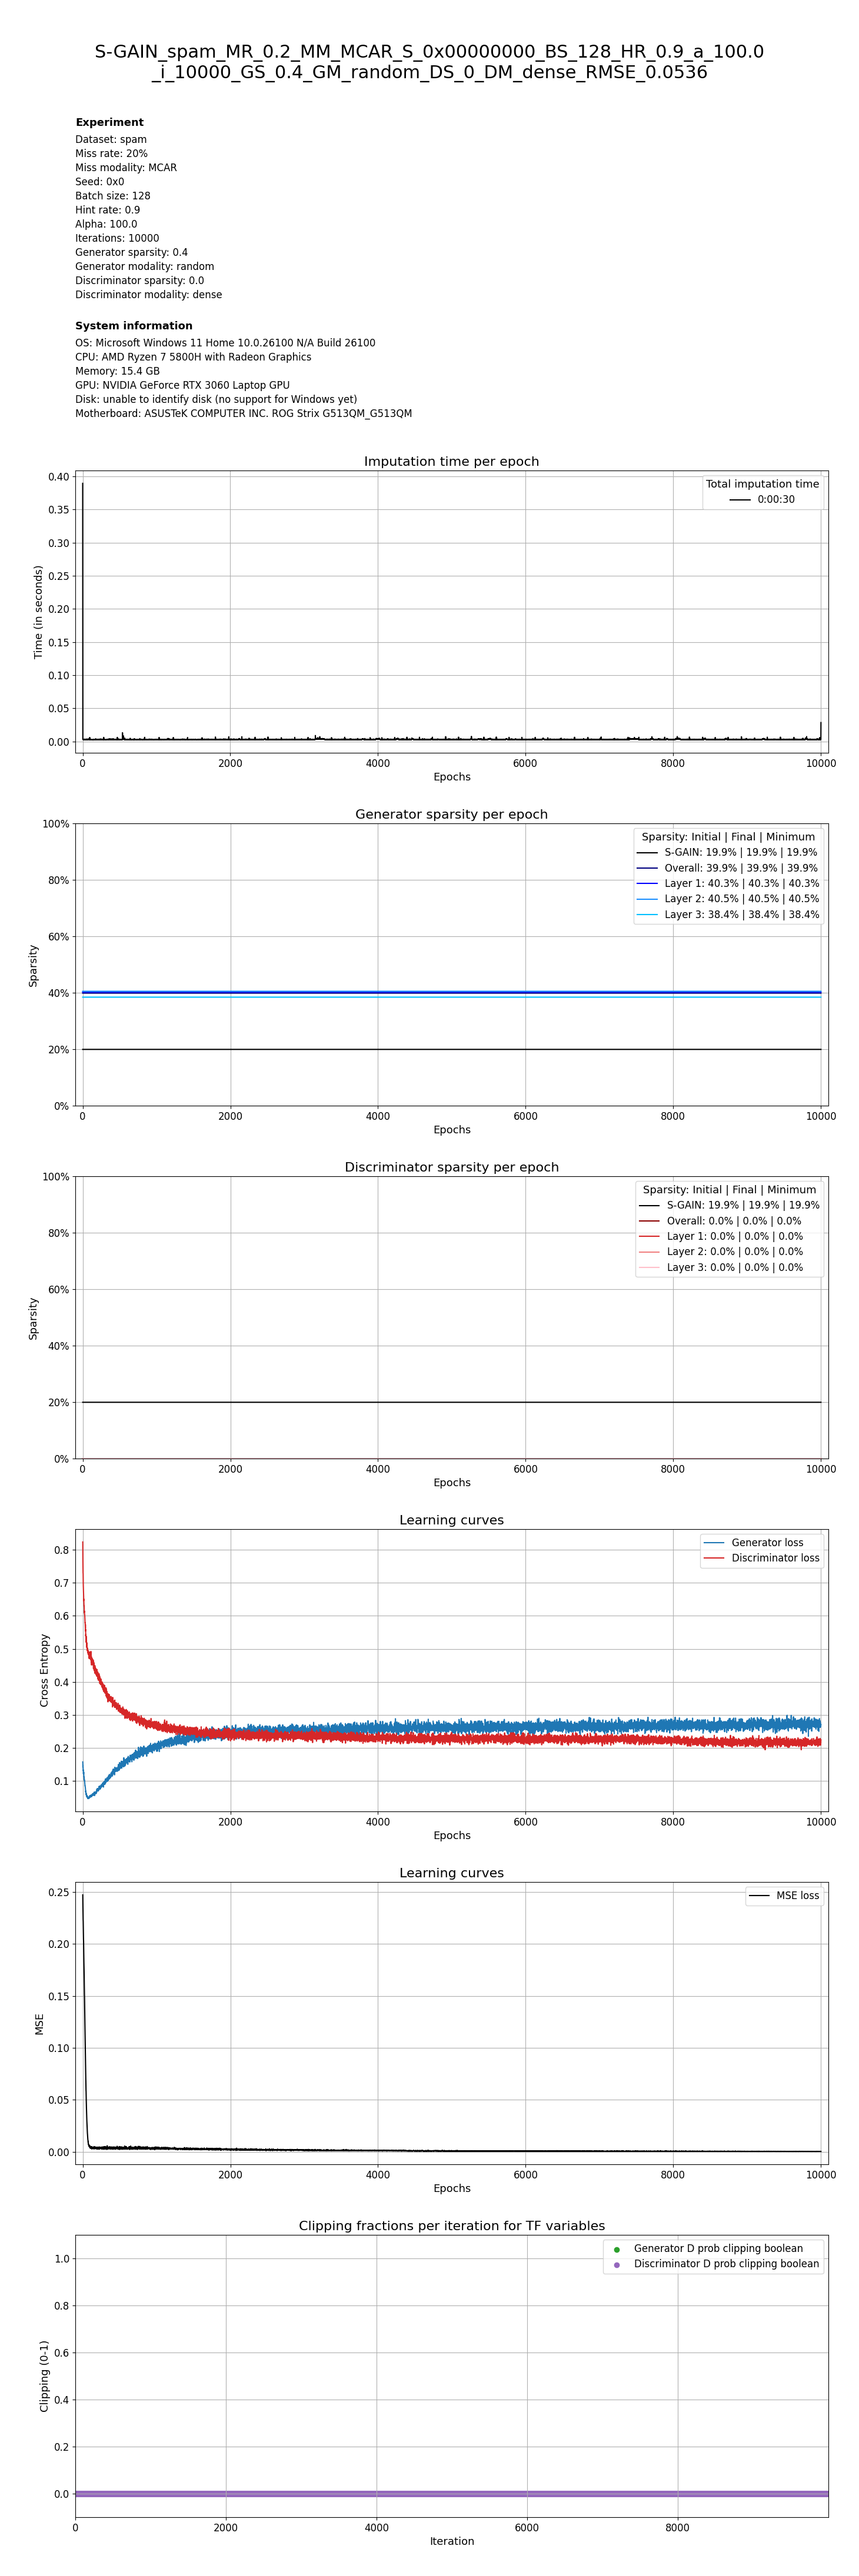 S-GAIN_spam_MR_0.2_MM_MCAR_S_0x00000000_BS_128_HR_0.9_a_100.0
_i_10000_GS_0.4_GM_random_DS_0_DM_dense_RMSE_0.0536
Experiment
Dataset: spam
Miss rate: 20%
Miss modality: MCAR
Seed: 0x0
Batch size: 128
Hint rate: 0.9
Alpha: 100.0
Iterations: 10000
Generator sparsity: 0.4
Generator modality: random
Discriminator sparsity: 0.0
Discriminator modality: dense
System information
OS: Microsoft Windows 11 Home 10.0.26100 N/A Build 26100
CPU: AMD Ryzen 7 5800H with Radeon Graphics
Memory: 15.4 GB
GPU: NVIDIA GeForce RTX 3060 Laptop GPU
Disk: unable to identify disk (no support for Windows yet)
Motherboard: ASUSTeK COMPUTER INC. ROG Strix G513QM_G513QM
Imputation time per epoch
Total imputation time
0:00:30
Time (in seconds)
0.40
0.35
0.30
0.25
0.20
0.15
0.10
0.05
0.00
0 2000 4000 6000 8000 10000
Epochs
Generator sparsity per epoch
Sparsity: Initial | Final | Minimum
S-GAIN: 19.9% | 19.9% | 19.9%
Overall: 39.9% | 39.9% | 39.9%
Layer 1: 40.3% | 40.3% | 40.3%
Layer 2: 40.5% | 40.5% | 40.5%
Layer 3: 38.4% | 38.4% | 38.4%
Sparsity
100%
80%
60%
40%
20%
0%
0 2000 4000 6000 8000 10000
Epochs
Discriminator sparsity per epoch
Sparsity: Initial | Final | Minimum
S-GAIN: 19.9% | 19.9% | 19.9%
Overall: 0.0% | 0.0% | 0.0%
Layer 1: 0.0% | 0.0% | 0.0%
Layer 2: 0.0% | 0.0% | 0.0%
Layer 3: 0.0% | 0.0% | 0.0%
Sparsity
100%
80%
60%
40%
20%
0%
0 2000 4000 6000 8000 10000
Epochs
Learning curves
Generator loss
Discriminator loss
Cross Entropy
0.8
0.7
0.6
0.5
0.4
0.3
0.2
0.1
0 2000 4000 6000 8000 10000
Epochs
Learning curves
MSE loss
MSE
0.25
0.20
0.15
0.10
0.05
0.00
0 2000 4000 6000 8000 10000
Epochs
Clipping fractions per iteration for TF variables
Generator D prob clipping boolean
Discriminator D prob clipping boolean
Clipping (0-1)
1.0
0.8
0.6
0.4
0.2
0.0
0 2000 4000 6000 8000
Iteration